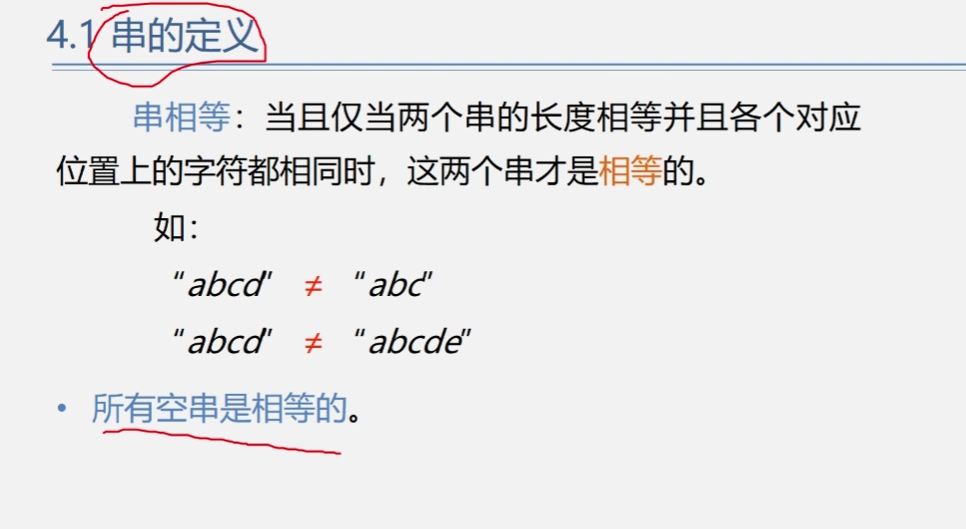 4.1 串的定义
串相等：当且仅当两个串的长度相等并且各个对应
位置上的字符都相同时，这两个串才是相等的。
如：
“abcd” ≠ “abc”
“abcd” ≠ “abcde”
• 所有空串是相等的。